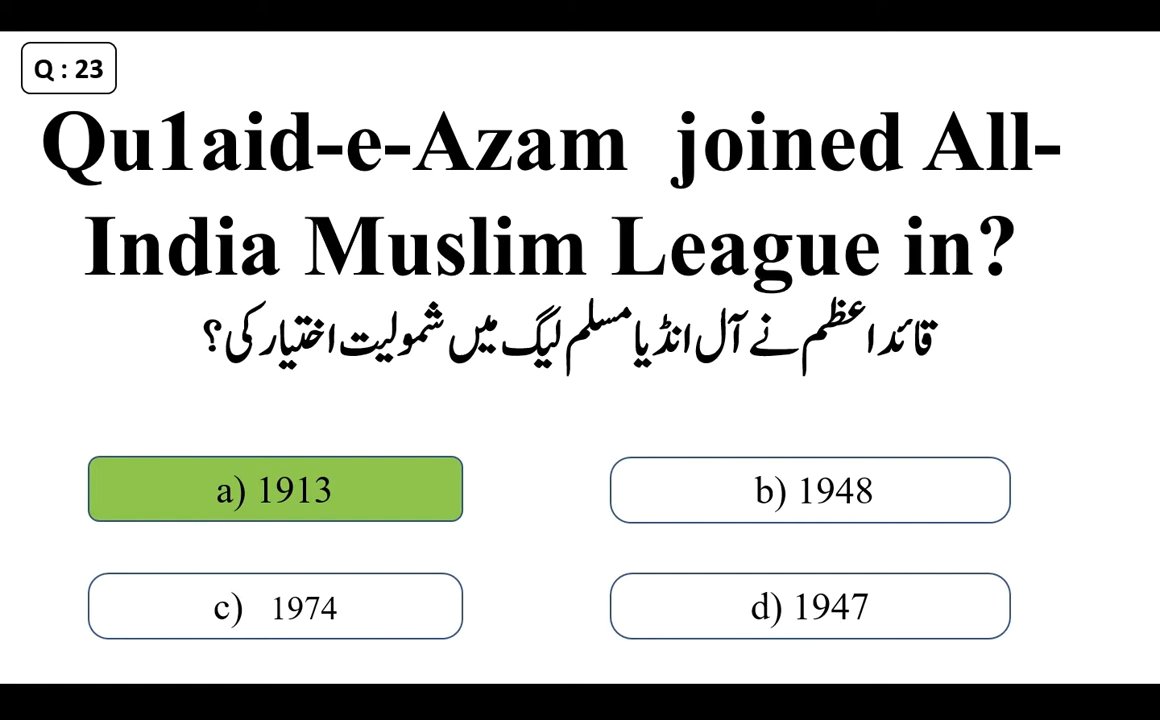 Q : 23
Qu1aid-e-Azam joined All-
India Muslim League in?
قائداعظم نے آل انڈیا مسلم لیگ میں شمولیت اختیار کی؟
a) 1913
b) 1948
c) 1974
d) 1947